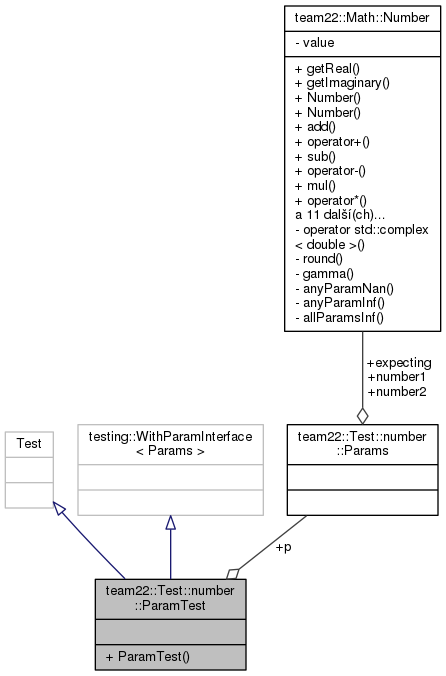 team22::Math::Number
- value
+ getReal()
+ getImaginary()
+ Number()
+ Number()
+ add()
+ operator+()
+ sub()
+ operator-()
+ mul()
+ operator*()
a 11 další(ch)...
- operator std::complex
< double >()
- round()
- gamma()
- anyParamNan()
- anyParamInf()
- allParamsInf()
+expecting
+number1
+number2
Test
testing::WithParamInterface
< Params >
team22::Test::number
::Params
+p
team22::Test::number
::ParamTest
+ ParamTest()